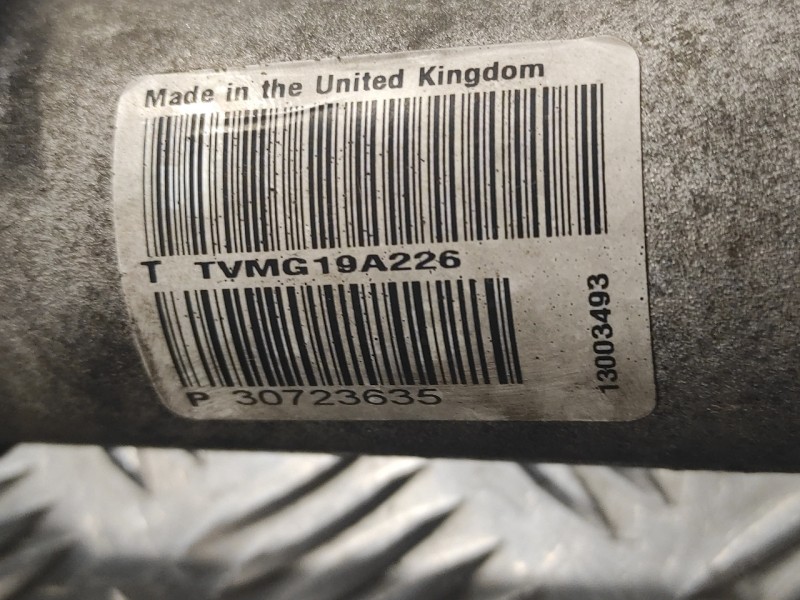 Made in the United Kingdom
T TVMG19A226
P 30723635
13003493